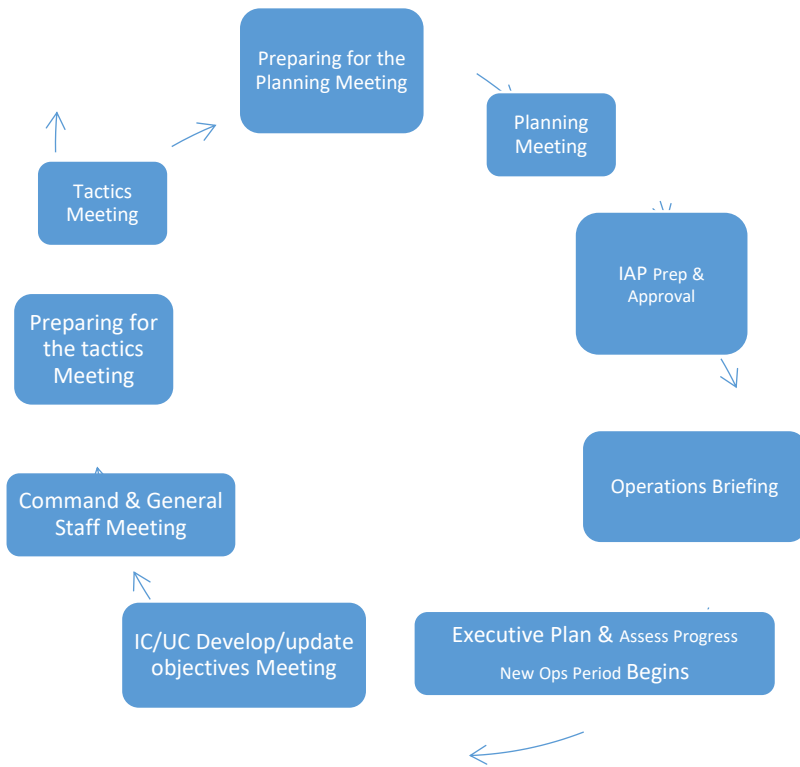 Preparing for the
Planning Meeting
Planning
Meeting
Tactics
Meeting
IAP Prep &
Approval
Preparing for
the tactics
Meeting
Operations Briefing
Command & General
Staff Meeting
IC/UC Develop/update
objectives Meeting
Executive Plan & Assess Progress
New Ops Period Begins